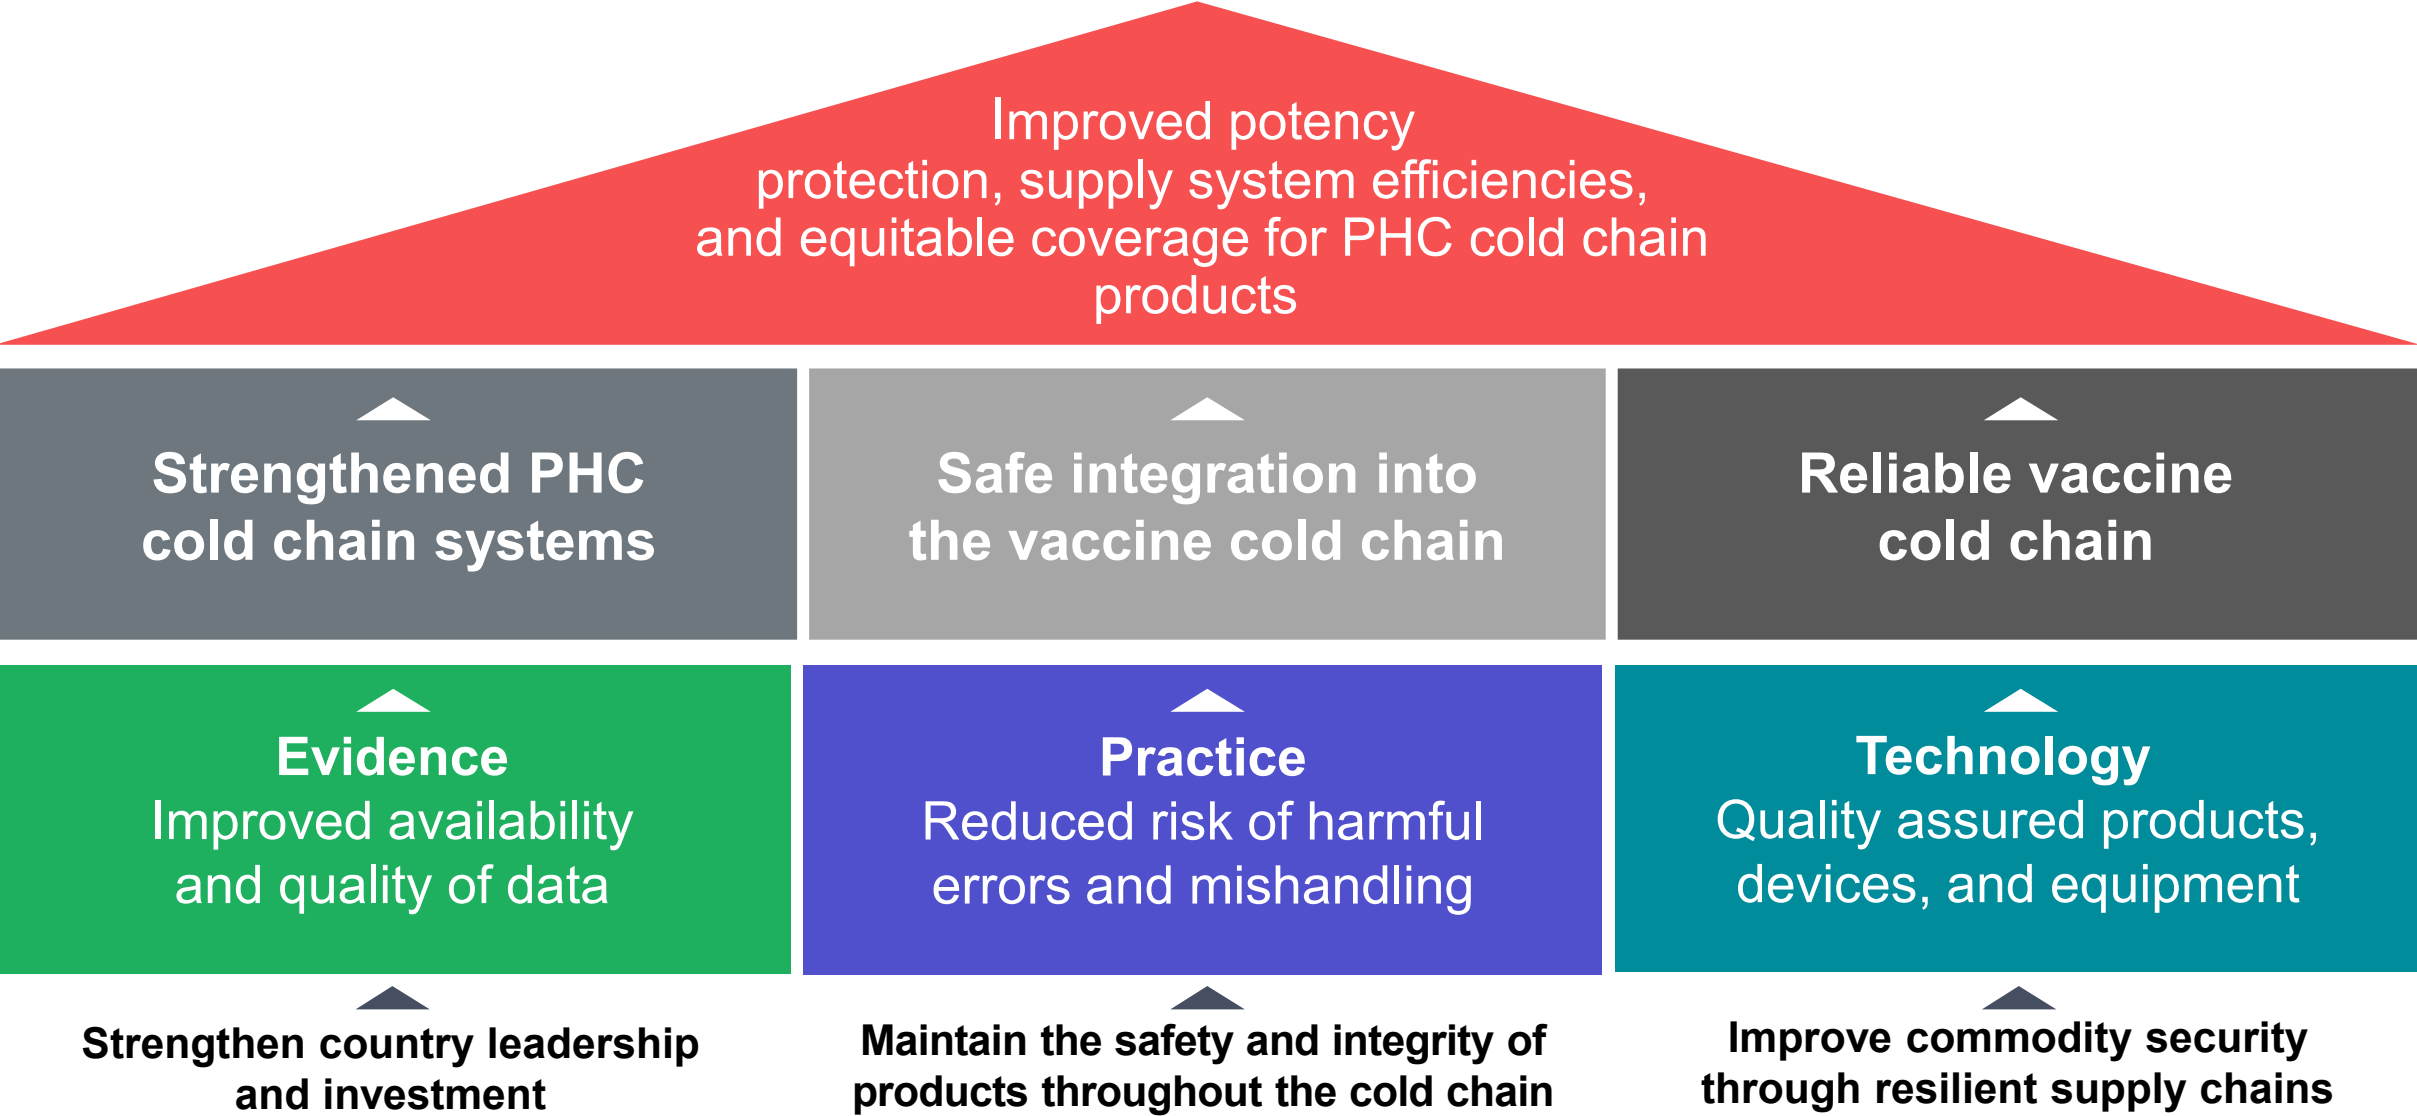 Improved potency
protection, supply system efficiencies,
and equitable coverage for PHC cold chain
products
Strengthened PHC
cold chain systems
Safe integration into
the vaccine cold chain
Reliable vaccine
cold chain
Evidence
Improved availability
and quality of data
Practice
Reduced risk of harmful
errors and mishandling
Technology
Quality assured products,
devices, and equipment
Strengthen country leadership
and investment
Maintain the safety and integrity of
products throughout the cold chain
Improve commodity security
through resilient supply chains